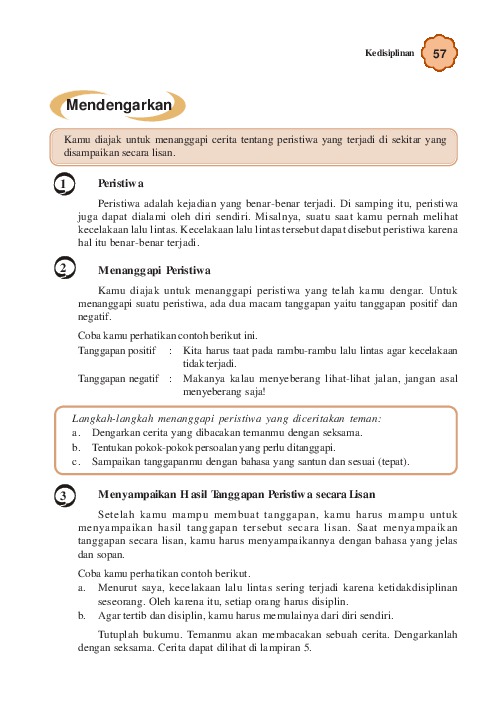 Kedisiplinan 57
Mendengarkan
Kamu diajak untuk menanggapi cerita tentang peristiwa yang terjadi di sekitar yang
disampaikan secara lisan.
1 Peristiwa
Peristiwa adalah kejadian yang benar-benar terjadi. Di samping itu, peristiwa
juga dapat dialami oleh diri sendiri. Misalnya, suatu saat kamu pernah melihat
kecelakaan lalu lintas. Kecelakaan lalu lintas tersebut dapat disebut peristiwa karena
hal itu benar-benar terjadi.
2 Menanggapi Peristiwa
Kamu diajak untuk menanggapi peristiwa yang telah kamu dengar. Untuk
menanggapi suatu peristiwa, ada dua macam tanggapan yaitu tanggapan positif dan
negatif.
Coba kamu perhatikan contoh berikut ini.
Tanggapan positif : Kita harus taat pada rambu-rambu lalu lintas agar kecelakaan
tidak terjadi.
Tanggapan negatif : Makanya kalau menyeberang lihat-lihat jalan, jangan asal
menyeberang saja!
Langkah-langkah menanggapi peristiwa yang diceritakan teman:
a. Dengarkan cerita yang dibacakan temanmu dengan seksama.
b. Tentukan pokok-pokok persoalan yang perlu ditanggapi.
c. Sampaikan tanggapanmu dengan bahasa yang santun dan sesuai (tepat).
3 Menyampaikan Hasil Tanggapan Peristiwa secara Lisan
Setelah kamu mampu membuat tanggapan, kamu harus mampu untuk
menyampaikan hasil tanggapan tersebut secara lisan. Saat menyampaikan
tanggapan secara lisan, kamu harus menyampaikannya dengan bahasa yang jelas
dan sopan.
Coba kamu perhatikan contoh berikut.
a. Menurut saya, kecelakaan lalu lintas sering terjadi karena ketidakdisiplinan
seseorang. Oleh karena itu, setiap orang harus disiplin.
b. Agar tertib dan disiplin, kamu harus memulainya dari diri sendiri.
Tutuplah bukumu. Temanmu akan membacakan sebuah cerita. Dengarkanlah
dengan seksama. Cerita dapat dilihat di lampiran 5.